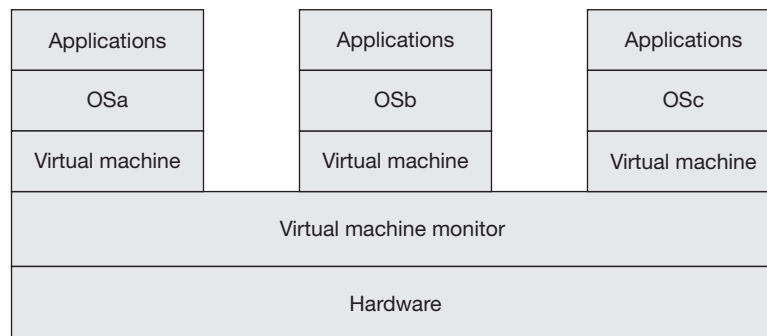 Applications
Applications
Applications
OSa
OSb
OSc
Virtual machine
Virtual machine
Virtual machine
Virtual machine monitor
Hardware